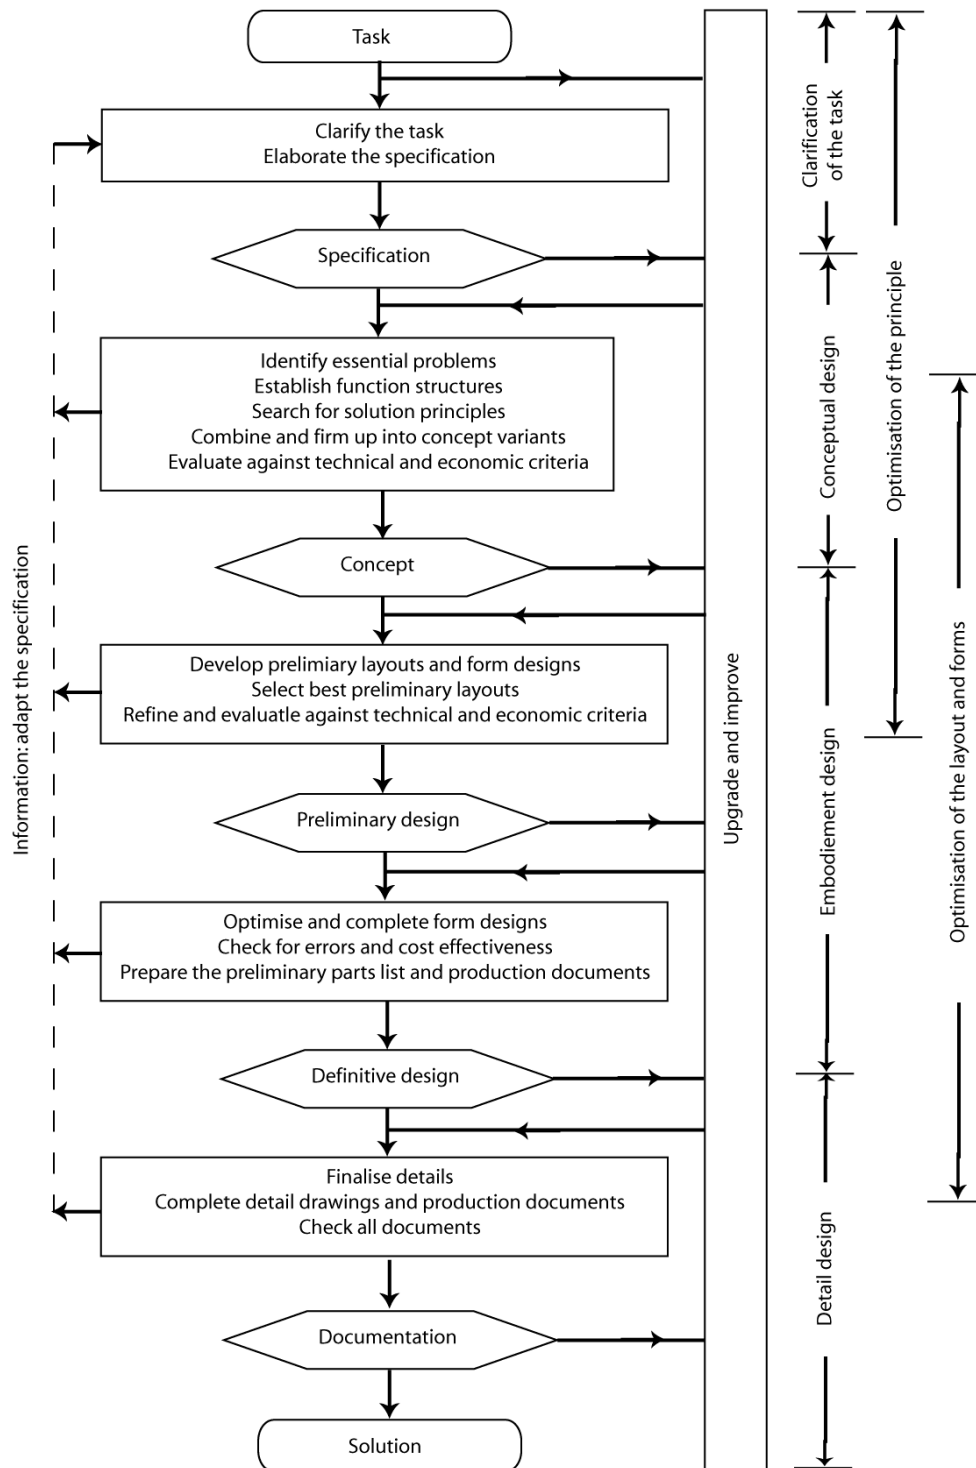 Task
Clarify the task
Elaborate the specification
Specification
Identify essential problems
Establish function structures
Search for solution principles
Combine and firm up into concept variants
Evaluate against technical and economic criteria
Concept
Develop prelimiary layouts and form designs
Select best preliminary layouts
Refine and evaluatle against technical and economic criteria
Preliminary design
Optimise and complete form designs
Check for errors and cost effectiveness
Prepare the preliminary parts list and production documents
Definitive design
Finalise details
Complete detail drawings and production documents
Check all documents
Documentation
Solution
Information: adapt the specification
Upgrade and improve
Clarification
of the task
Conceptual design
Embodiement design
Detail design
Optimisation of the principle
Optimisation of the layout and forms